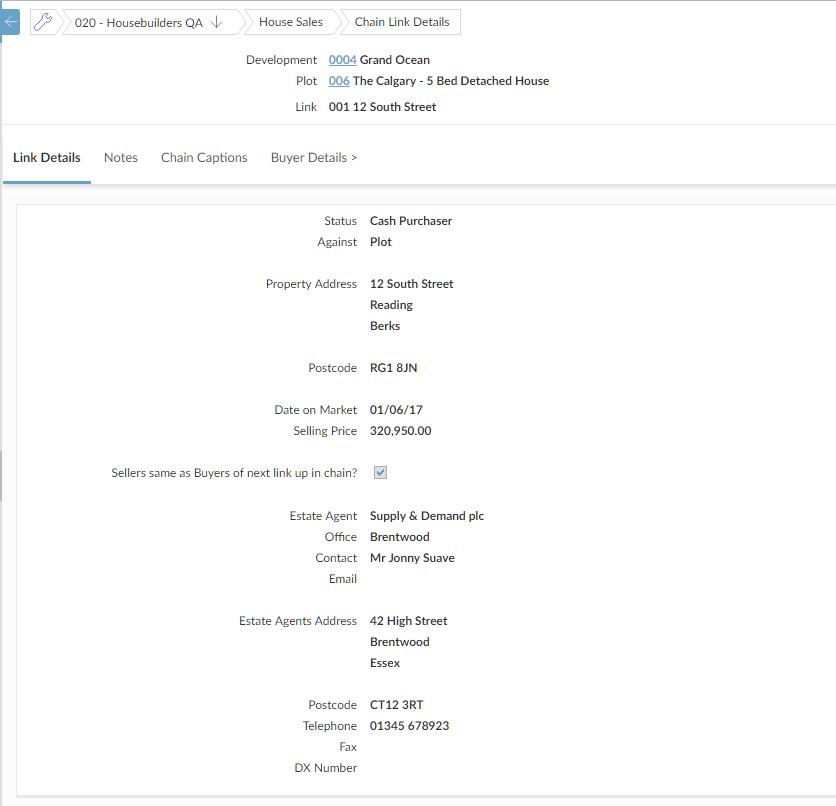 020 - Housebuilders QA House Sales Chain Link Details
Development 0004 Grand Ocean
Plot 006 The Calgary - 5 Bed Detached House
Link 001 12 South Street
Link Details Notes Chain Captions Buyer Details >
Status Cash Purchaser
Against Plot
Property Address 12 South Street
Reading
Berks
Postcode RG1 8JN
Date on Market 01/06/17
Selling Price 320,950.00
Sellers same as Buyers of next link up in chain?
Estate Agent Supply & Demand plc
Office Brentwood
Contact Mr Jonny Suave
Email
Estate Agents Address 42 High Street
Brentwood
Essex
Postcode CT12 3RT
Telephone 01345 678923
Fax
DX Number